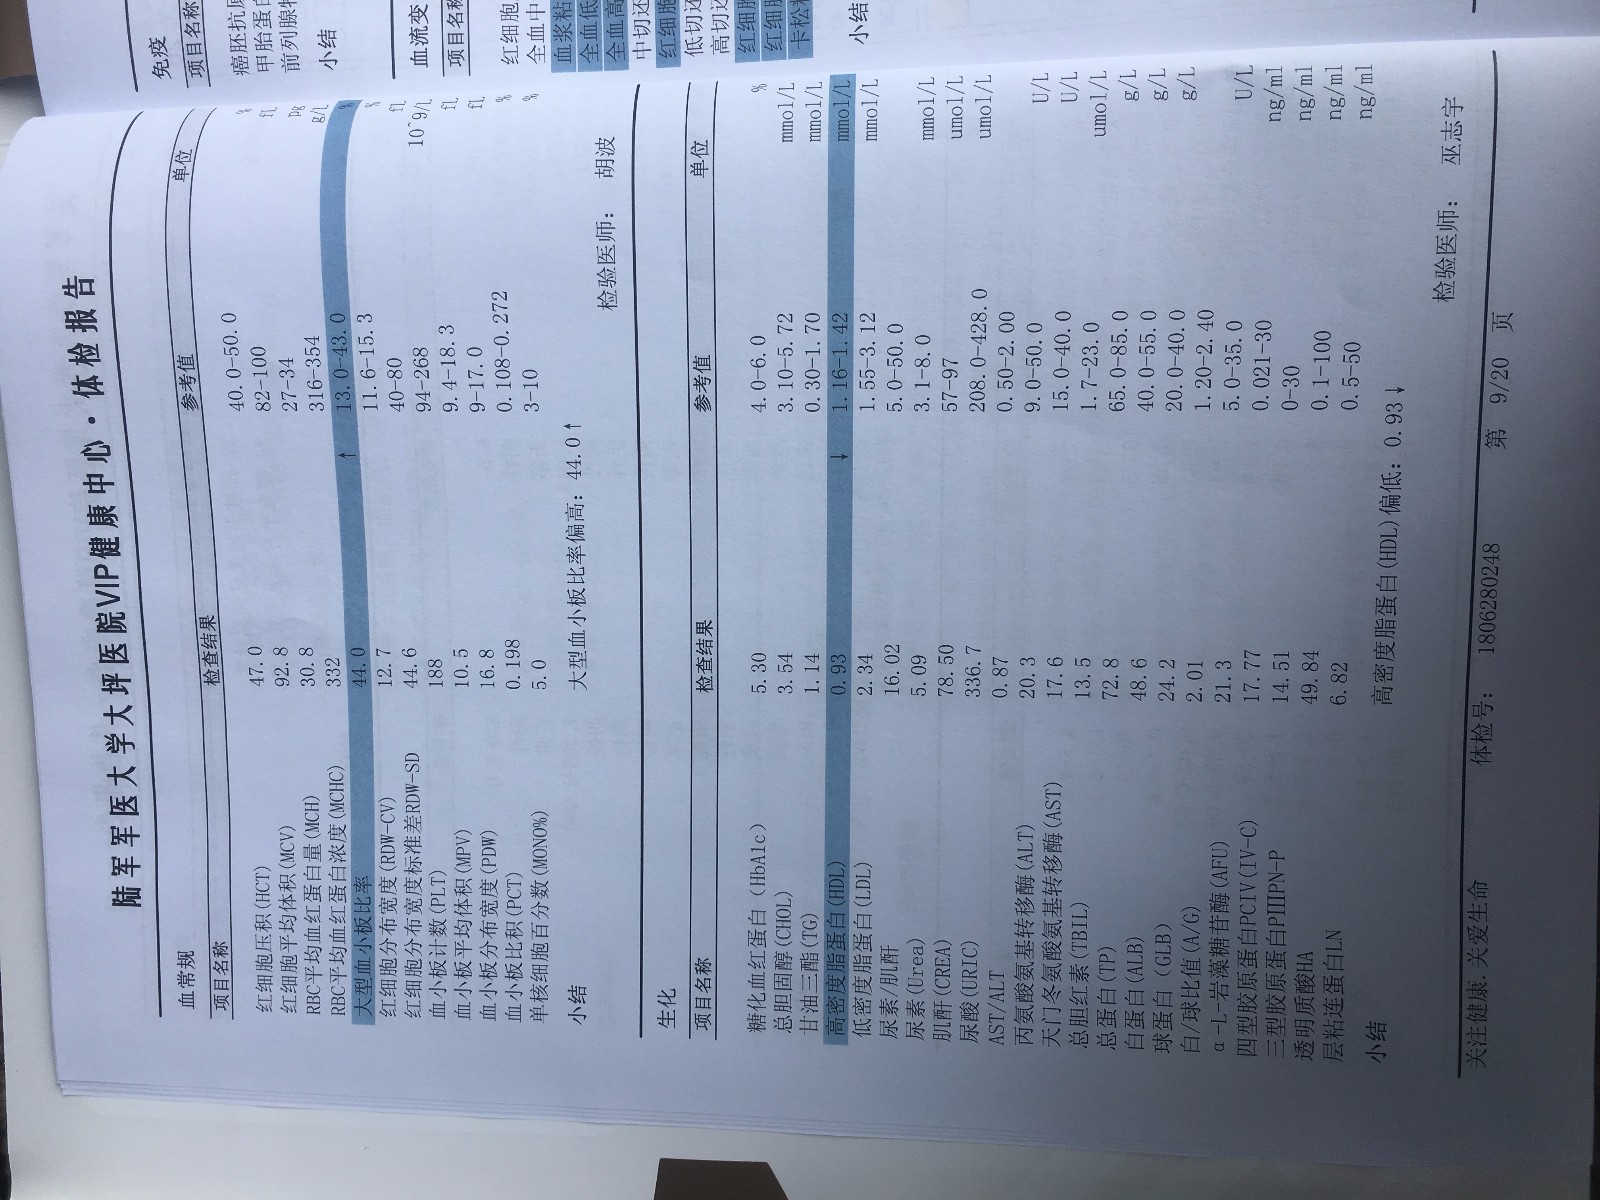 陆军军医大学大坪医院VIP健康中心·体检报告
血常规
项目名称 检查结果 参考值 单位
红细胞压积(HCT) 47.0 40.0-50.0 %
红细胞平均体积(MCV) 92.8 82-100 fL
RBC平均血红蛋白量(MCH) 30.8 27-34 pg
RBC平均血红蛋白浓度(MCHC) 332 316-354 g/L
大型血小板比率 44.0 ↑ 13.0-43.0 %
红细胞分布宽度(RDW-CV) 12.7 11.6-15.3 %
红细胞分布宽度标准差RDW-SD 44.6 40-80 fl
血小板计数(PLT) 188 94-268 10^9/L
血小板平均体积(MPV) 10.5 9.4-18.3 fL
血小板分布宽度(PDW) 16.8 9-17.0 fL
血小板比积(PCT) 0.198 0.108-0.272 %
单核细胞百分数(MONO%) 5.0 3-10 %
小结 大型血小板比率偏高: 44.0↑
检验医师: 胡波
生化
项目名称 检查结果 参考值 单位
糖化血红蛋白 (HbA1c) 5.30 4.0-6.0 %
总胆固醇(CHOL) 3.54 3.10-5.72 mmol/L
甘油三酯(TG) 1.14 0.30-1.70 mmol/L
高密度脂蛋白(HDL) 0.93 ↓ 1.16-1.42 mmol/L
低密度脂蛋白(LDL) 2.34 1.55-3.12 mmol/L
尿素/肌酐 16.02 5.0-50.0
尿素(Urea) 5.09 3.1-8.0 mmol/L
肌酐(CREA) 78.50 57-97 umol/L
尿酸(URIC) 336.7 208.0-428.0 umol/L
AST/ALT 0.87 0.50-2.00
丙氨酸氨基转移酶(ALT) 20.3 9.0-50.0 U/L
天门冬氨酸氨基转移酶(AST) 17.6 15.0-40.0 U/L
总胆红素(TBIL) 13.5 1.7-23.0 umol/L
总蛋白(TP) 72.8 65.0-85.0 g/L
白蛋白(ALB) 48.6 40.0-55.0 g/L
球蛋白 (GLB) 24.2 20.0-40.0 g/L
白/球比值(A/G) 2.01 1.20-2.40
α-L-岩藻糖苷酶(AFU) 21.3 5.0-35.0 U/L
四型胶原蛋白PCIV(IV-C) 17.77 0.021-30 ng/ml
三型胶原蛋白PIIIPN-P 14.51 0-30 ng/ml
透明质酸HA 49.84 0.1-100 ng/ml
层粘连蛋白LN 6.82 0.5-50 ng/ml
小结 高密度脂蛋白(HDL)偏低: 0.93↓
检验医师: 巫志宇
关注健康.关爱生命 体检号: 1806280248 第 9/20 页
免疫
项目名称
癌胚抗原
甲胎蛋白
前列腺特
小结
血流变
项目名称
红细胞
全血中
血浆粘
全血低
全血高
中切还
红细胞
低切还
高切还
红细胞
红细胞
卡松粘
小结